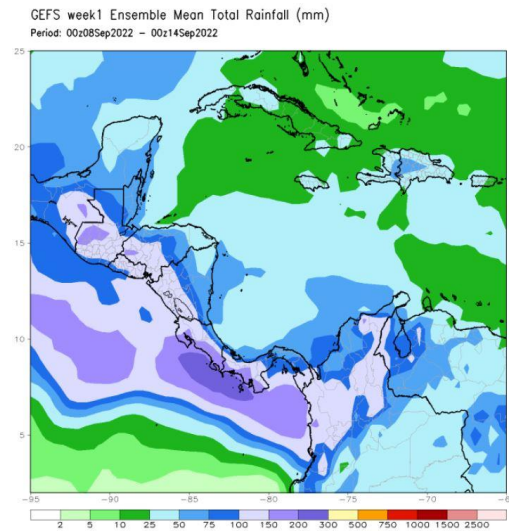 GEFS week1 Ensemble Mean Total Rainfall (mm)
Period: 00z08Sep2022 – 00z14Sep2022
25
20
15
10
5
-95 -90 -85 -80 -75 -70 -65
2 5 10 25 50 75 100 150 200 300 500 750 1000 1500 2500